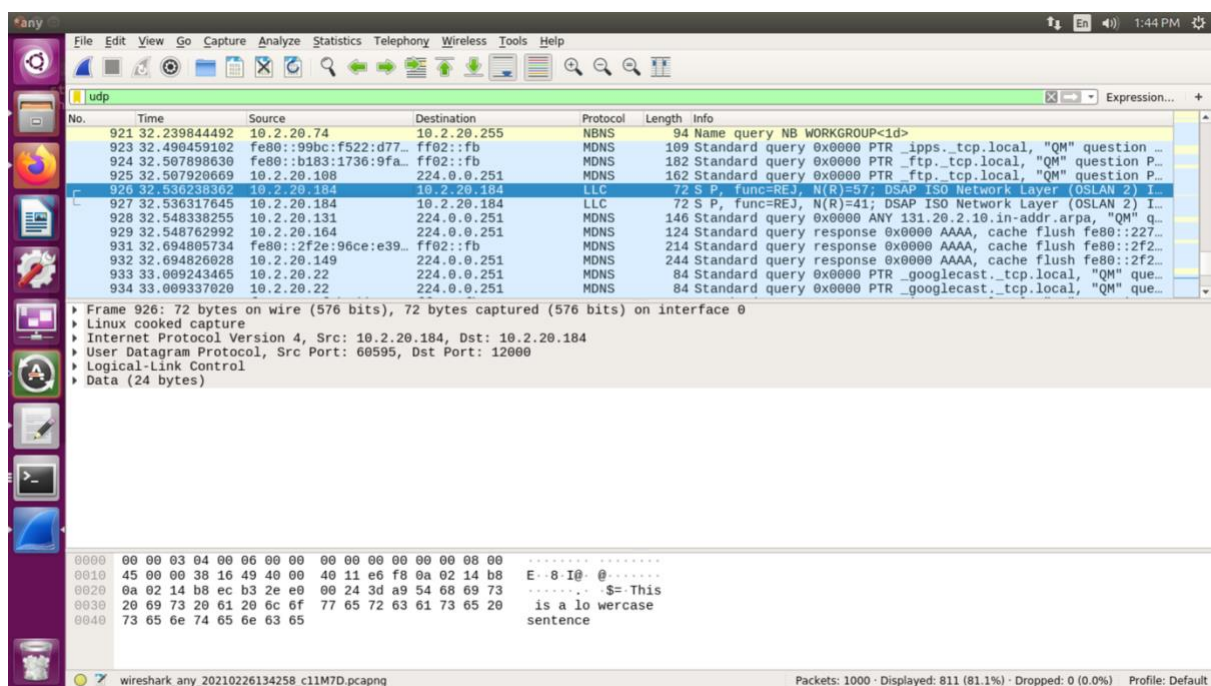 *any
En 1:44 PM
File Edit View Go Capture Analyze Statistics Telephony Wireless Tools Help
udp Expression... +
No. Time Source Destination Protocol Length Info
921 32.239844492 10.2.20.74 10.2.20.255 NBNS 94 Name query NB WORKGROUP<1d>
923 32.490459102 fe80::99bc:f522:d77… ff02::fb MDNS 109 Standard query 0x0000 PTR _ipps._tcp.local, "QM" question …
924 32.507898630 fe80::b183:1736:9fa… ff02::fb MDNS 182 Standard query 0x0000 PTR _ftp._tcp.local, "QM" question P…
925 32.507920669 10.2.20.108 224.0.0.251 MDNS 162 Standard query 0x0000 PTR _ftp._tcp.local, "QM" question P…
926 32.536238362 10.2.20.184 10.2.20.184 LLC 72 S P, func=REJ, N(R)=57; DSAP ISO Network Layer (OSLAN 2) I…
927 32.536317645 10.2.20.184 10.2.20.184 LLC 72 S P, func=REJ, N(R)=41; DSAP ISO Network Layer (OSLAN 2) I…
928 32.548338255 10.2.20.131 224.0.0.251 MDNS 146 Standard query 0x0000 ANY 131.20.2.10.in-addr.arpa, "QM" q…
929 32.548762992 10.2.20.164 224.0.0.251 MDNS 124 Standard query response 0x0000 AAAA, cache flush fe80::227…
931 32.694805734 fe80::2f2e:96ce:e39… ff02::fb MDNS 214 Standard query response 0x0000 AAAA, cache flush fe80::2f2…
932 32.694826028 10.2.20.149 224.0.0.251 MDNS 244 Standard query response 0x0000 AAAA, cache flush fe80::2f2…
933 33.009243465 10.2.20.22 224.0.0.251 MDNS 84 Standard query 0x0000 PTR _googlecast._tcp.local, "QM" que…
934 33.009337020 10.2.20.22 224.0.0.251 MDNS 84 Standard query 0x0000 PTR _googlecast._tcp.local, "QM" que…
Frame 926: 72 bytes on wire (576 bits), 72 bytes captured (576 bits) on interface 0
Linux cooked capture
Internet Protocol Version 4, Src: 10.2.20.184, Dst: 10.2.20.184
User Datagram Protocol, Src Port: 60595, Dst Port: 12000
Logical-Link Control
Data (24 bytes)
0000 00 00 03 04 00 06 00 00 00 00 00 00 00 00 08 00 ········ ········
0010 45 00 00 38 16 49 40 00 40 11 e6 f8 0a 02 14 b8 E··8·I@· @·······
0020 0a 02 14 b8 ec b3 2e e0 00 24 3d a9 54 68 69 73 ······.· ·$=·This
0030 20 69 73 20 61 20 6c 6f 77 65 72 63 61 73 65 20 is a lo wercase
0040 73 65 6e 74 65 6e 63 65 sentence
wireshark_any_20210226134258_c11M7D.pcapng Packets: 1000 · Displayed: 811 (81.1%) · Dropped: 0 (0.0%) Profile: Default